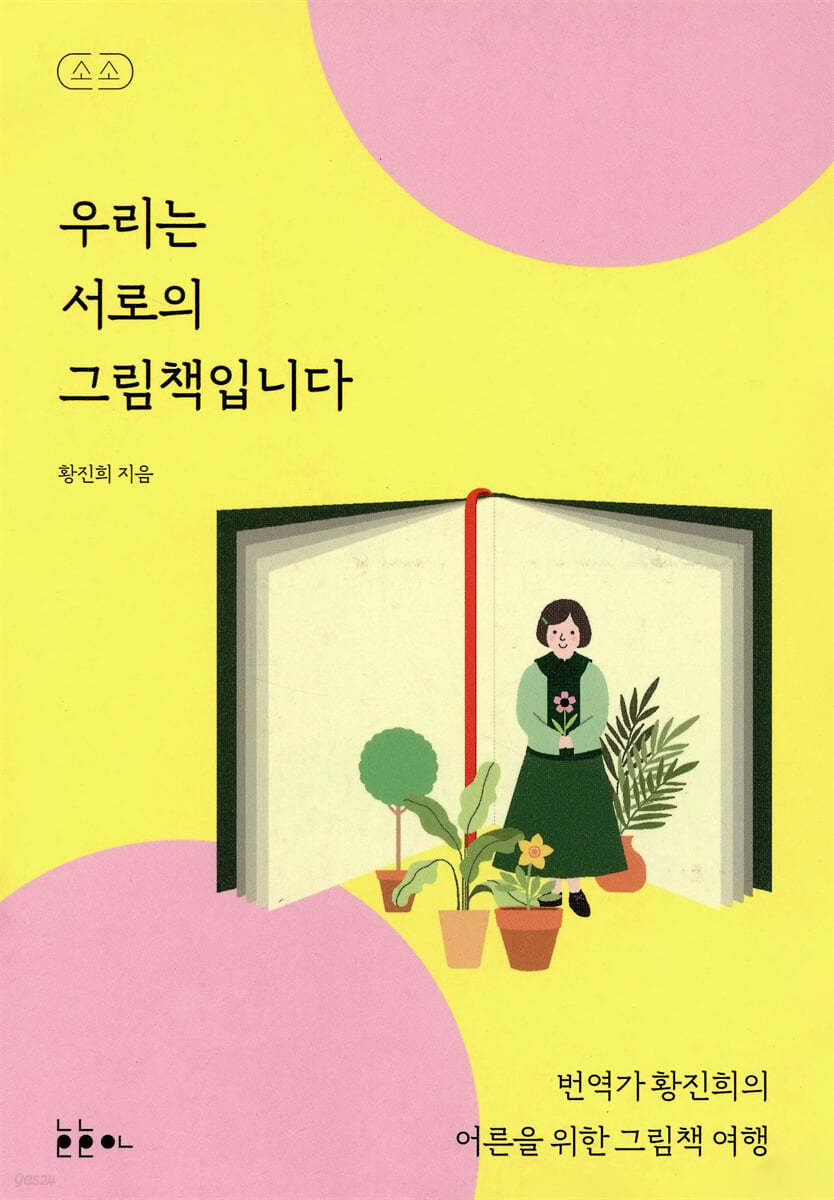 소소
우리는
서로의
그림책입니다
황진희 지음
번역가 황진희의
어른을 위한 그림책 여행
yes24